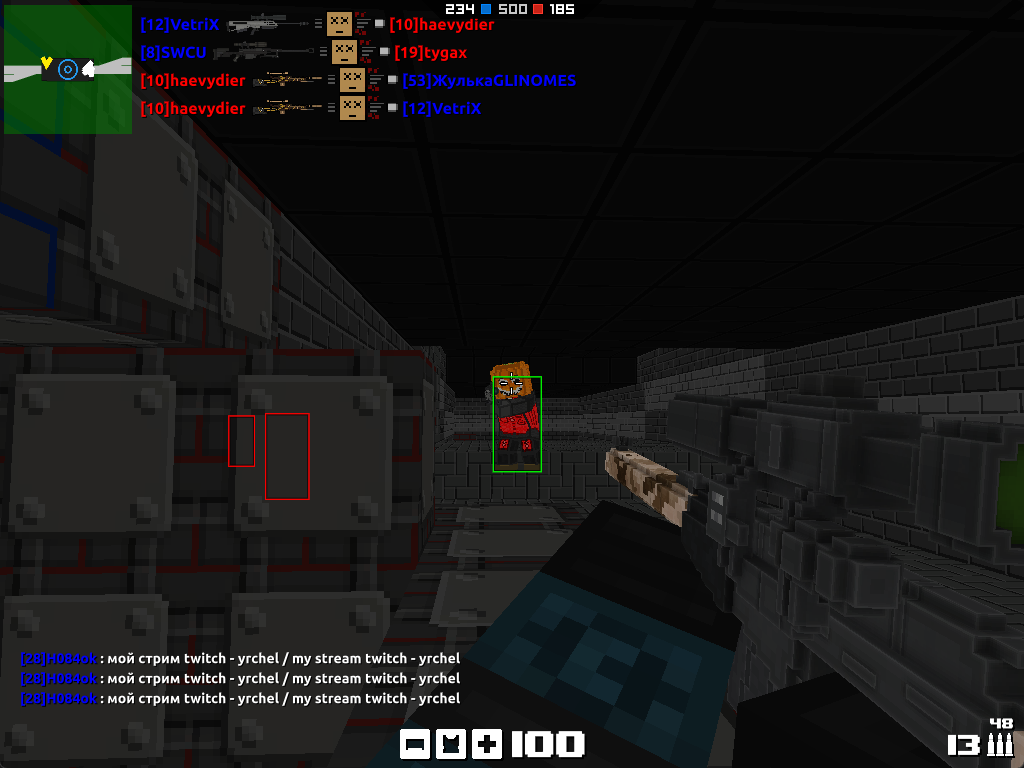 234 500 185
[12]VetriX [10]haevydier
[8]SWCU [19]tygax
[10]haevydier [53]ЖулькаGLINOMES
[10]haevydier [12]VetriX
[28]H084ok : мой стрим twitch - yrchel / my stream twitch - yrchel
[28]H084ok : мой стрим twitch - yrchel / my stream twitch - yrchel
[28]H084ok : мой стрим twitch - yrchel / my stream twitch - yrchel
100
48
13